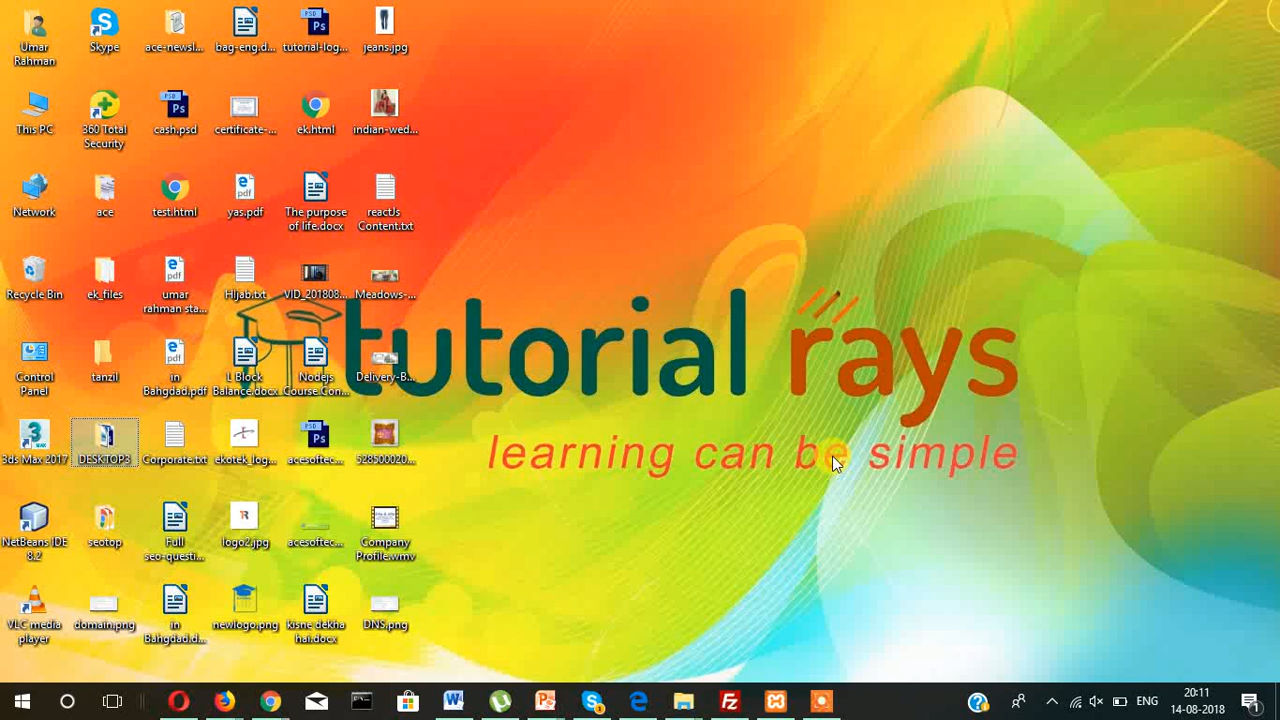 Umar
Rahman
Skype
ace-newsl...
bag-eng.d...
tutorial-log...
jeans.jpg
This PC
360 Total
Security
cash.psd
certificate-...
ek.html
indian-wed...
Network
ace
test.html
yas.pdf
The purpose
of life.docx
reactJs
Content.txt
Recycle Bin
ek_files
umar
rahman sta...
Hijab.txt
VID_201808...
Meadows-...
Control
Panel
tanzil
in
Bahgdad.pdf
L Block
Balance.docx
Nodejs
Course Con...
Delivery-B...
3ds Max 2017
DESKTOP3
Corporate.txt
ekotek_log...
acesoftec...
528500020...
NetBeans IDE
8.2
seotop
Full
seo-questi...
logo2.jpg
acesoftec...
Company
Profile.wmv
VLC media
player
domain.png
in
Bahgdad.d...
newlogo.png
kisne dekha
hai.docx
DNS.png
tutorial rays
learning can be simple
ENG
20:11
14-08-2018